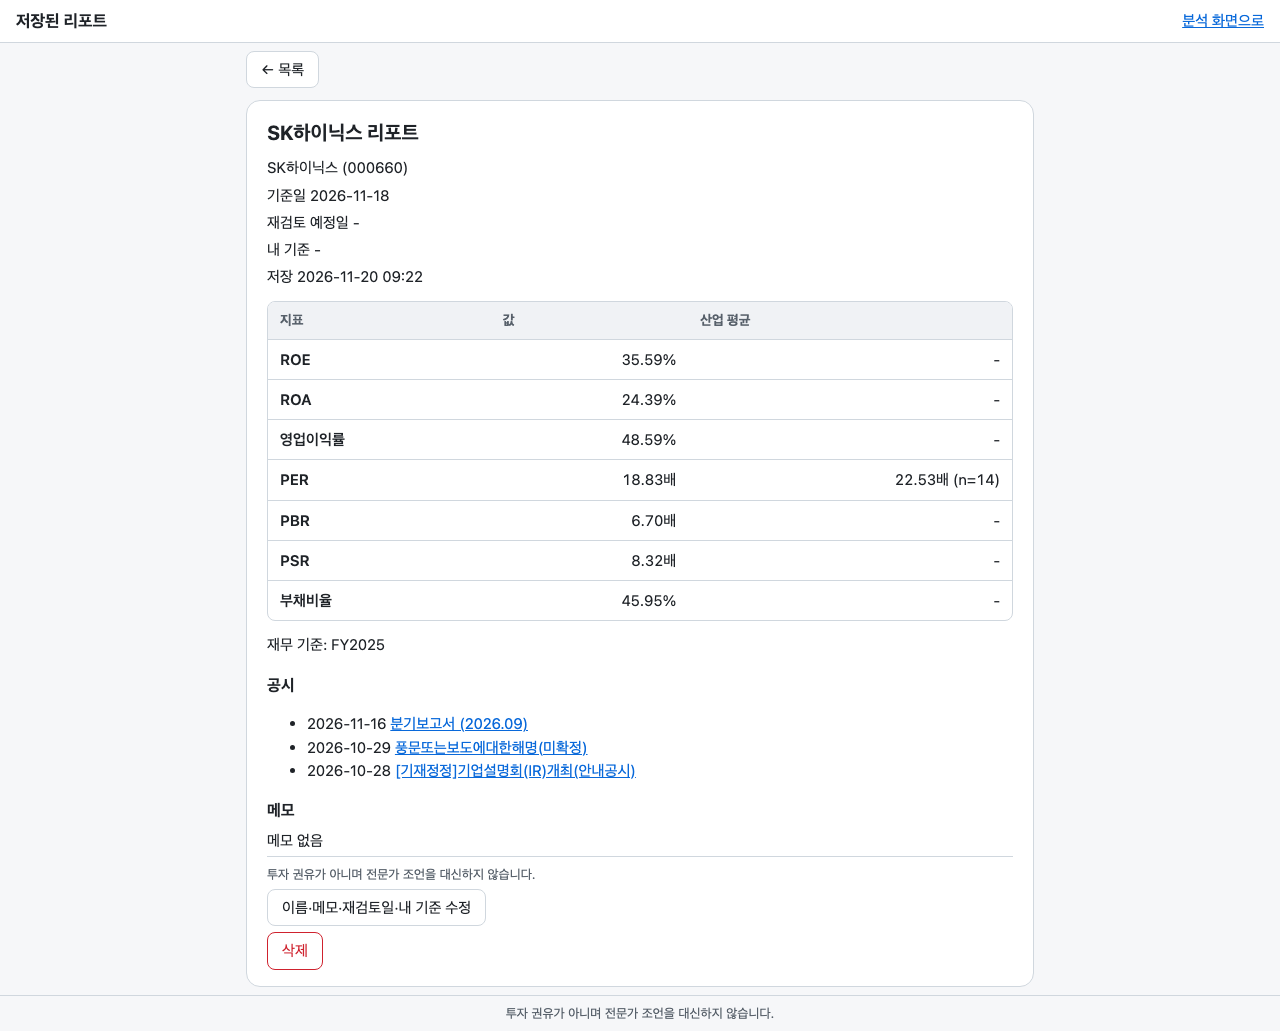 저장된 리포트
분석 화면으로
← 목록
SK하이닉스 리포트
SK하이닉스 (000660)
기준일 2026-11-18
재검토 예정일 -
내 기준 -
저장 2026-11-20 09:22
지표 값 산업 평균
ROE 35.59% -
ROA 24.39% -
영업이익률 48.59% -
PER 18.83배 22.53배 (n=14)
PBR 6.70배 -
PSR 8.32배 -
부채비율 45.95% -
재무 기준: FY2025
공시
• 2026-11-16 분기보고서 (2026.09)
• 2026-10-29 풍문또는보도에대한해명(미확정)
• 2026-10-28 [기재정정]기업설명회(IR)개최(안내공시)
메모
메모 없음
투자 권유가 아니며 전문가 조언을 대신하지 않습니다.
이름·메모·재검토일·내 기준 수정
삭제
투자 권유가 아니며 전문가 조언을 대신하지 않습니다.